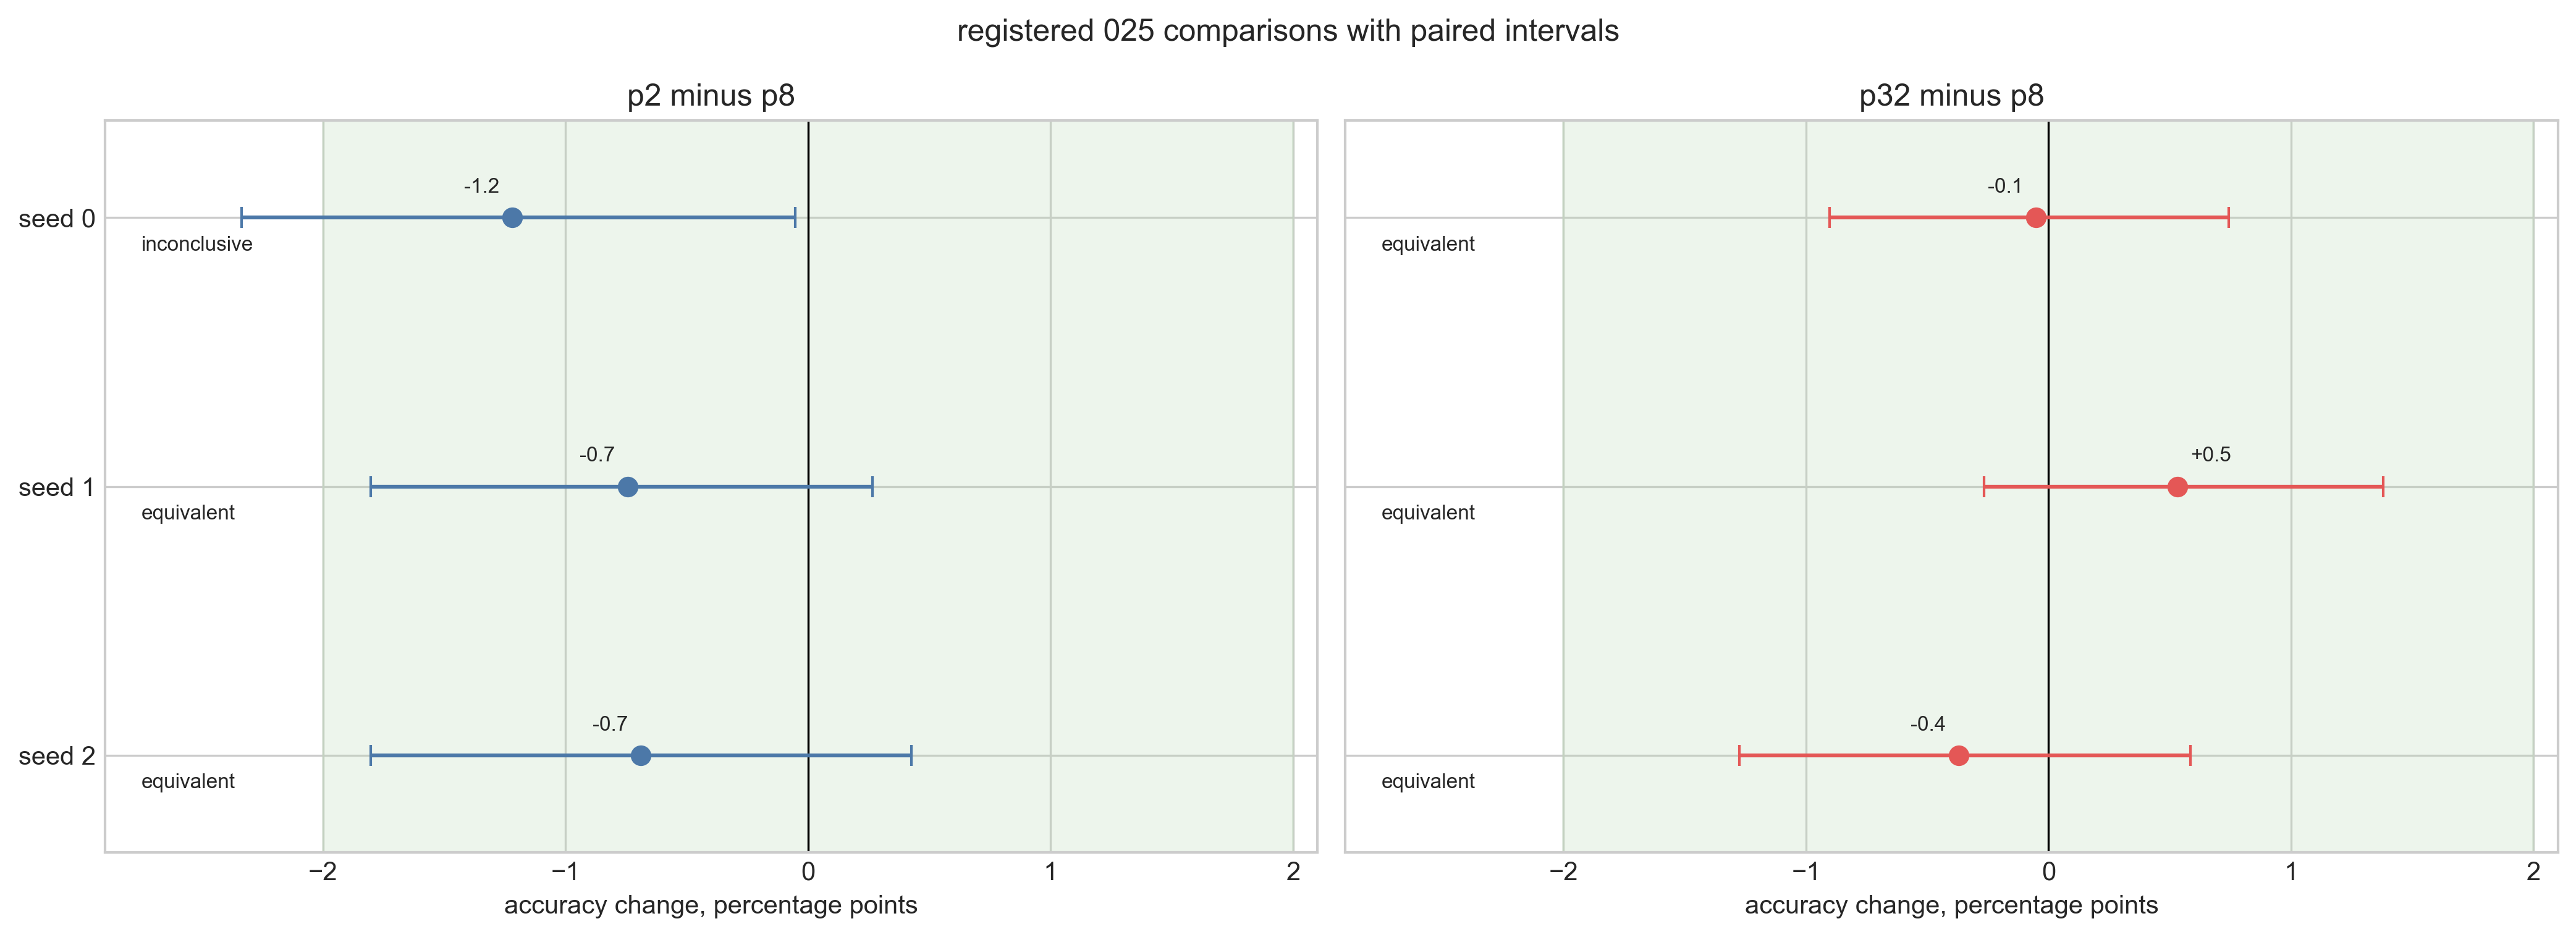 registered 025 comparisons with paired intervals
p2 minus p8
seed 0
-1.2
inconclusive
seed 1
-0.7
equivalent
seed 2
-0.7
equivalent
−2 −1 0 1 2
accuracy change, percentage points
p32 minus p8
-0.1
equivalent
+0.5
equivalent
-0.4
equivalent
−2 −1 0 1 2
accuracy change, percentage points